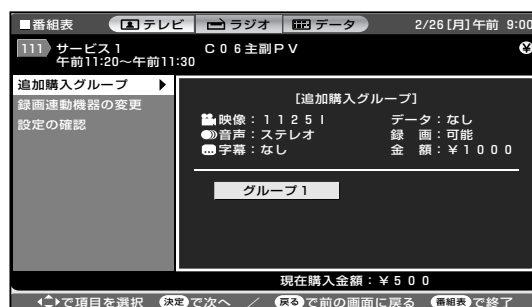 ■番組表 テレビ ラジオ データ 2/26[月]午前 9:00
111 サービス1 C06主副PV ¥
午前11:20～午前11:30
追加購入グループ ▶
録画連動機器の変更
設定の確認
[追加購入グループ]
映像：1125I データ：なし
音声：ステレオ 録 画：可能
字幕：なし 金 額：¥1000
グループ1
現在購入金額：¥500
で項目を選択 決定で次へ ／ 戻るで前の画面に戻る 番組表で終了